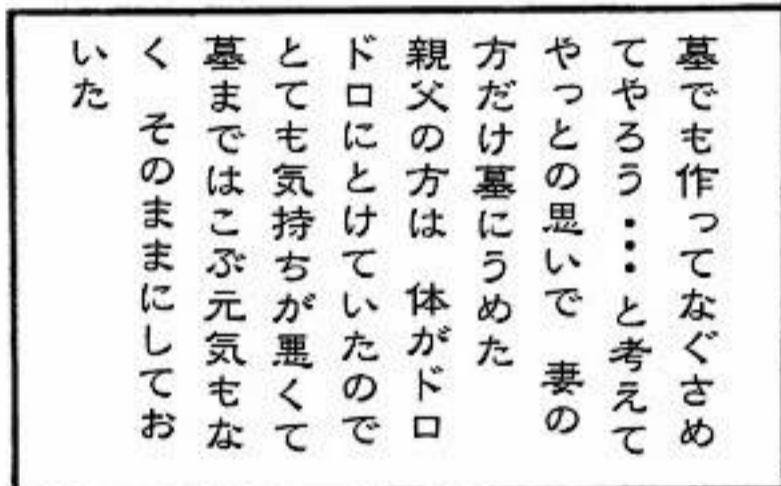 墓でも作ってなぐさめ
てやろう・・・と考えて
やっとの思いで　妻の
方だけ墓にうめた
親父の方は　体がドロ
ドロにとけていたので
とても気持ちが悪くて
墓まではこぶ元気もな
く　そのままにしてお
いた